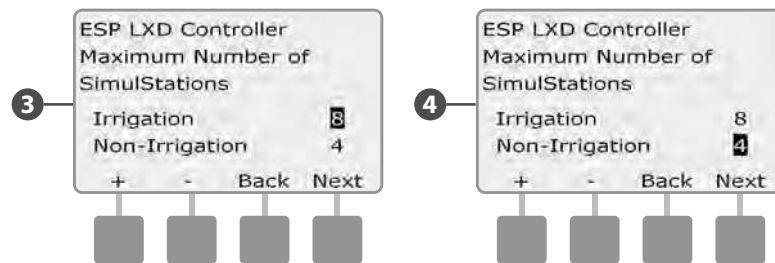 3
ESP LXD Controller
Maximum Number of
SimulStations
Irrigation 8
Non-Irrigation 4
+ - Back Next
4
ESP LXD Controller
Maximum Number of
SimulStations
Irrigation 8
Non-Irrigation 4
+ - Back Next